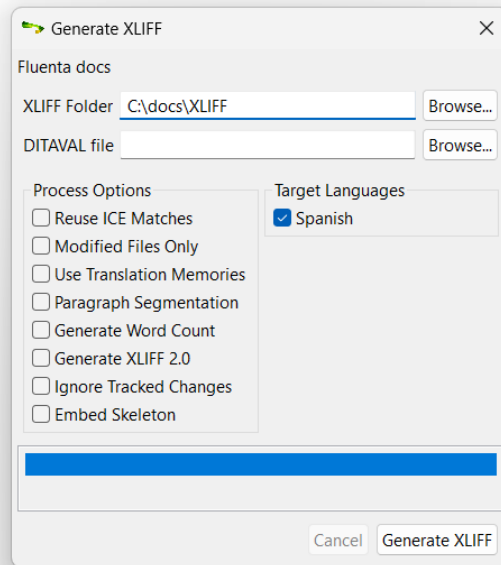 Generate XLIFF
Fluenta docs
XLIFF Folder C:\docs\XLIFF Browse...
DITAVAL file Browse...
Process Options
Reuse ICE Matches
Modified Files Only
Use Translation Memories
Paragraph Segmentation
Generate Word Count
Generate XLIFF 2.0
Ignore Tracked Changes
Embed Skeleton
Target Languages
Spanish
Cancel Generate XLIFF